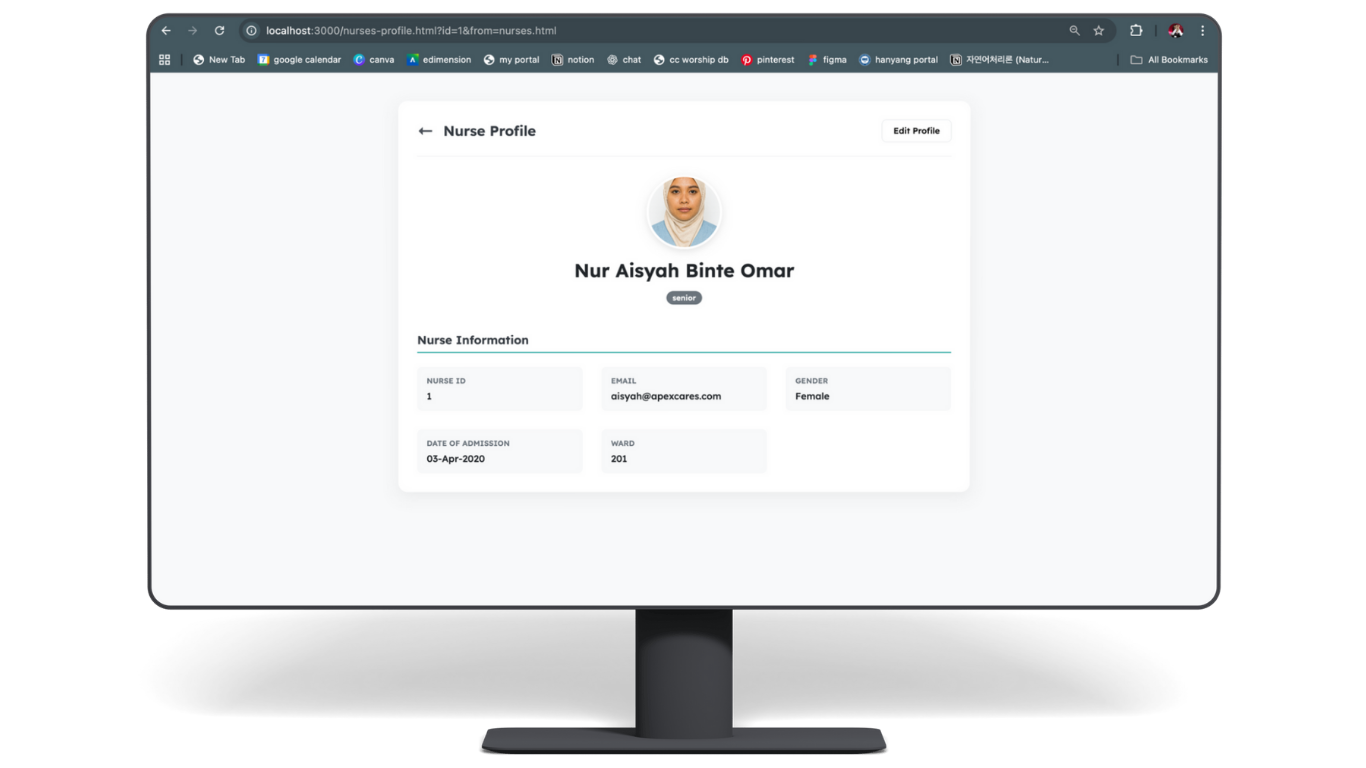 localhost:3000/nurses-profile.html?id=1&from=nurses.html
New Tab google calendar canva edimension my portal notion chat cc worship db pinterest figma hanyang portal 자연어처리론 (Natur... All Bookmarks
Nurse Profile
Edit Profile
Nur Aisyah Binte Omar
senior
Nurse Information
NURSE ID EMAIL GENDER
1 aisyah@apexcares.com Female
DATE OF ADMISSION WARD
03-Apr-2020 201